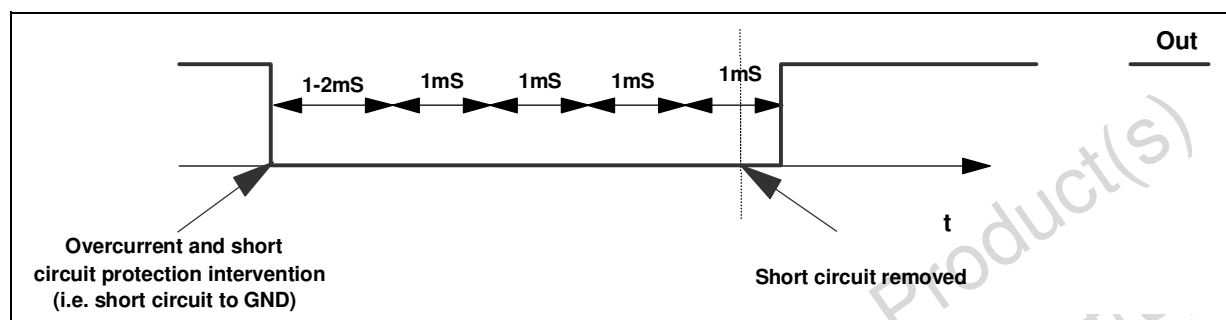 Out
1-2mS 1mS 1mS 1mS 1mS
t
Overcurrent and short
circuit protection intervention
(i.e. short circuit to GND)
Short circuit removed
Product(s)